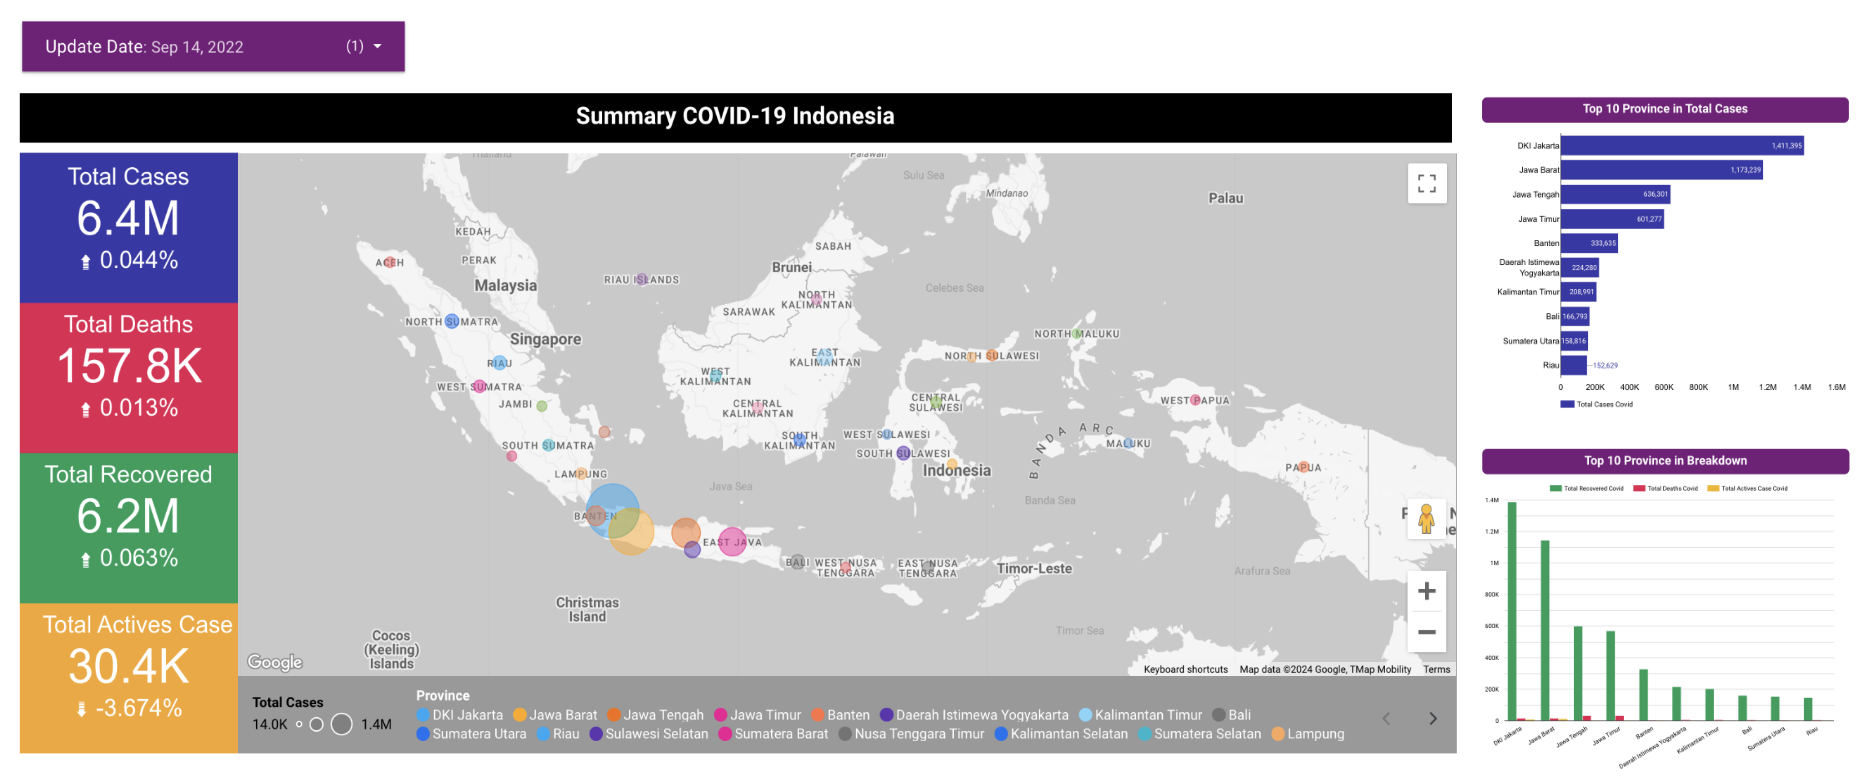 Update Date: Sep 14, 2022 (1)
Summary COVID-19 Indonesia
Total Cases
6.4M
0.044%
Total Deaths
157.8K
0.013%
Total Recovered
6.2M
0.063%
Total Actives Case
30.4K
-3.674%
Thailand
Palawan
Sulu Sea
Mindanao
Palau
KEDAH
PERAK
Malaysia
ACEH
SABAH
Brunei
RIAU ISLANDS
Celebes Sea
NORTH
KALIMANTAN
SARAWAK
NORTH SUMATRA
Singapore
NORTH MALUKU
EAST
KALIMANTAN
NORTH SULAWESI
RIAU
WEST
KALIMANTAN
WEST SUMATRA
JAMBI
CENTRAL
KALIMANTAN
CENTRAL
SULAWESI
WEST PAPUA
SOUTH SUMATRA
SOUTH
KALIMANTAN
WEST SULAWESI
SOUTH SULAWESI
BANDA ARC
MALUKU
LAMPUNG
Indonesia
PAPUA
Java Sea
Banda Sea
BANTEN
EAST JAVA
BALI
WEST NUSA
TENGGARA
EAST NUSA
TENGGARA
Timor-Leste
Arafura Sea
Christmas
Island
Timor Sea
Cocos
(Keeling)
Islands
Google
Keyboard shortcuts
Map data ©2024 Google, TMap Mobility
Terms
Total Cases
14.0K 1.4M
Province
DKI Jakarta Jawa Barat Jawa Tengah Jawa Timur Banten Daerah Istimewa Yogyakarta Kalimantan Timur Bali
Sumatera Utara Riau Sulawesi Selatan Sumatera Barat Nusa Tenggara Timur Kalimantan Selatan Sumatera Selatan Lampung
Top 10 Province in Total Cases
DKI Jakarta 1,411,395
Jawa Barat 1,173,239
Jawa Tengah 636,301
Jawa Timur 601,277
Banten 333,635
Daerah Istimewa
Yogyakarta 224,280
Kalimantan Timur 208,991
Bali 166,793
Sumatera Utara 158,816
Riau 152,629
0 200K 400K 600K 800K 1M 1.2M 1.4M 1.6M
Total Cases Covid
Top 10 Province in Breakdown
Total Recovered Covid Total Deaths Covid Total Actives Case Covid
1.4M
1.2M
1M
800K
600K
400K
200K
0
DKI Jakarta
Jawa Barat
Jawa Tengah
Jawa Timur
Banten
Daerah Istimewa Yogyakarta
Kalimantan Timur
Bali
Sumatera Utara
Riau